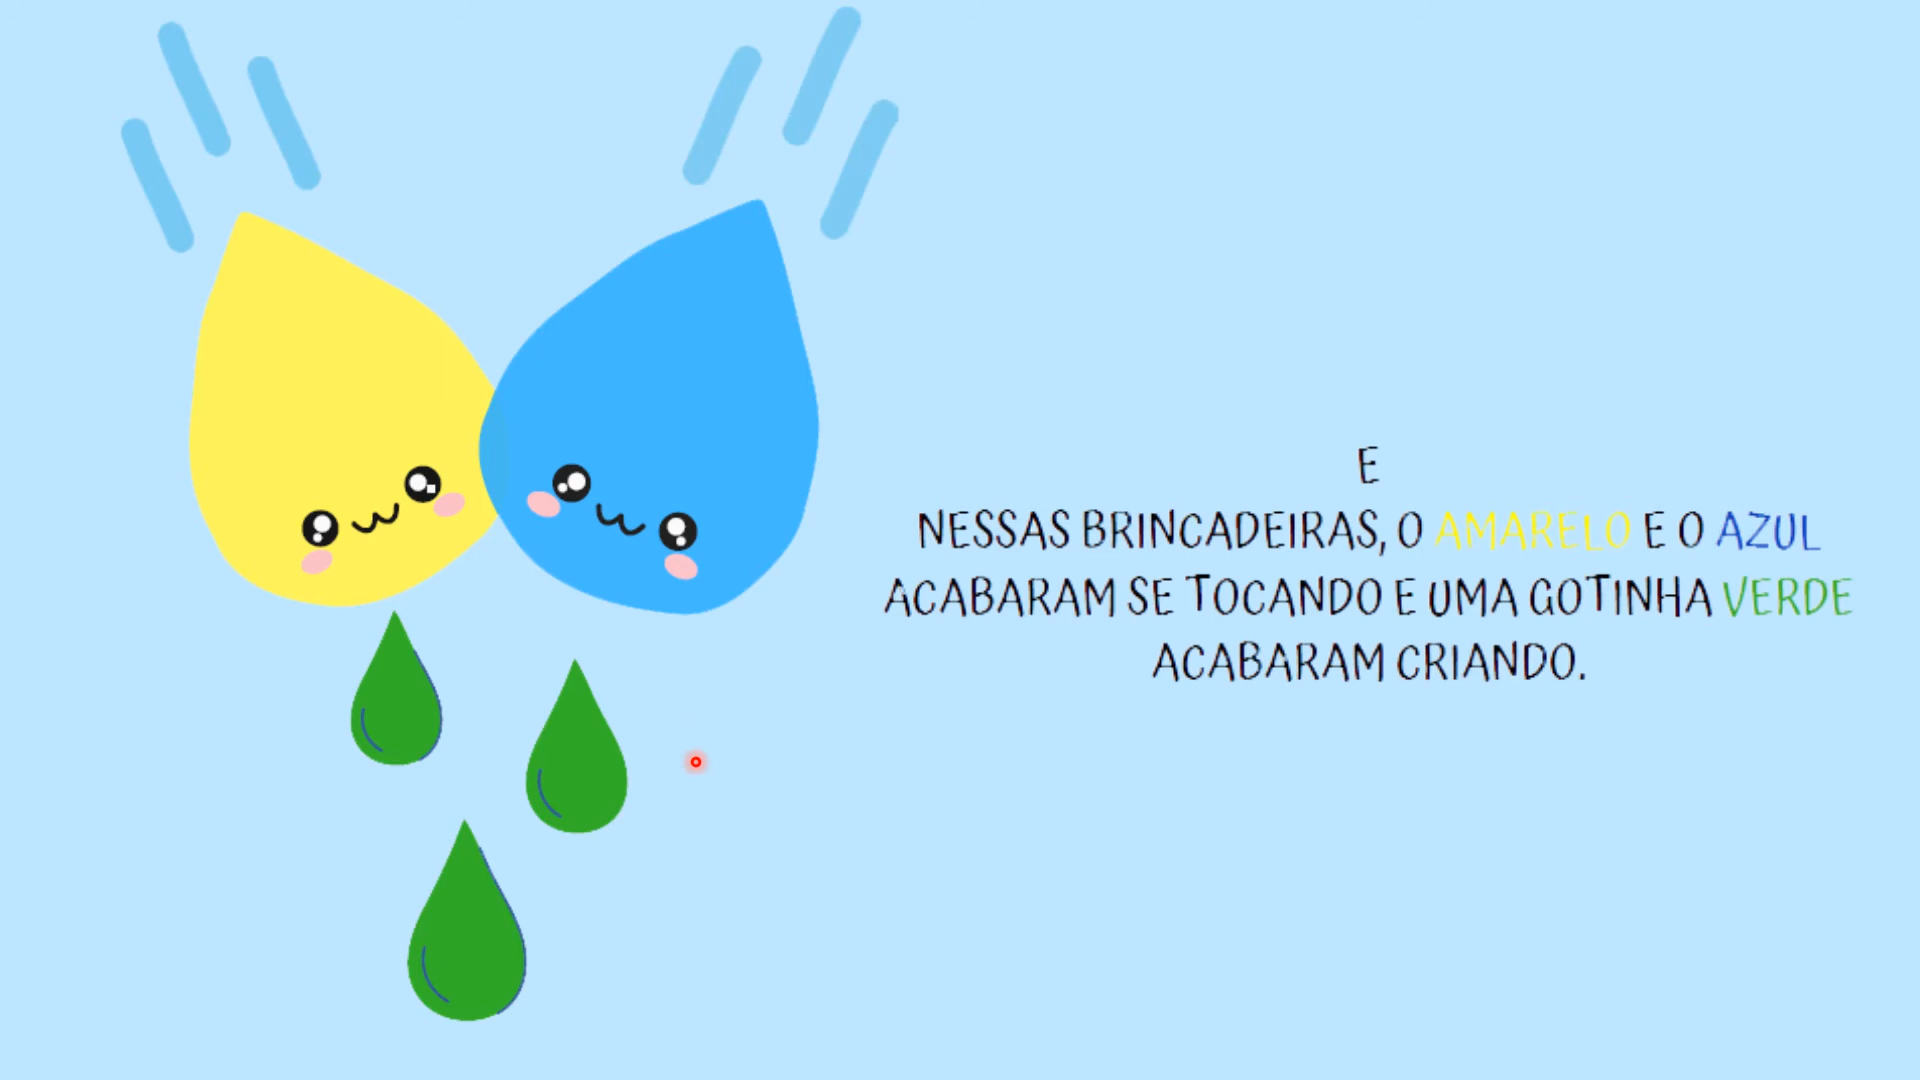 E
NESSAS BRINCADEIRAS, O AMARELO E O AZUL
ACABARAM SE TOCANDO E UMA GOTINHA VERDE
ACABARAM CRIANDO.